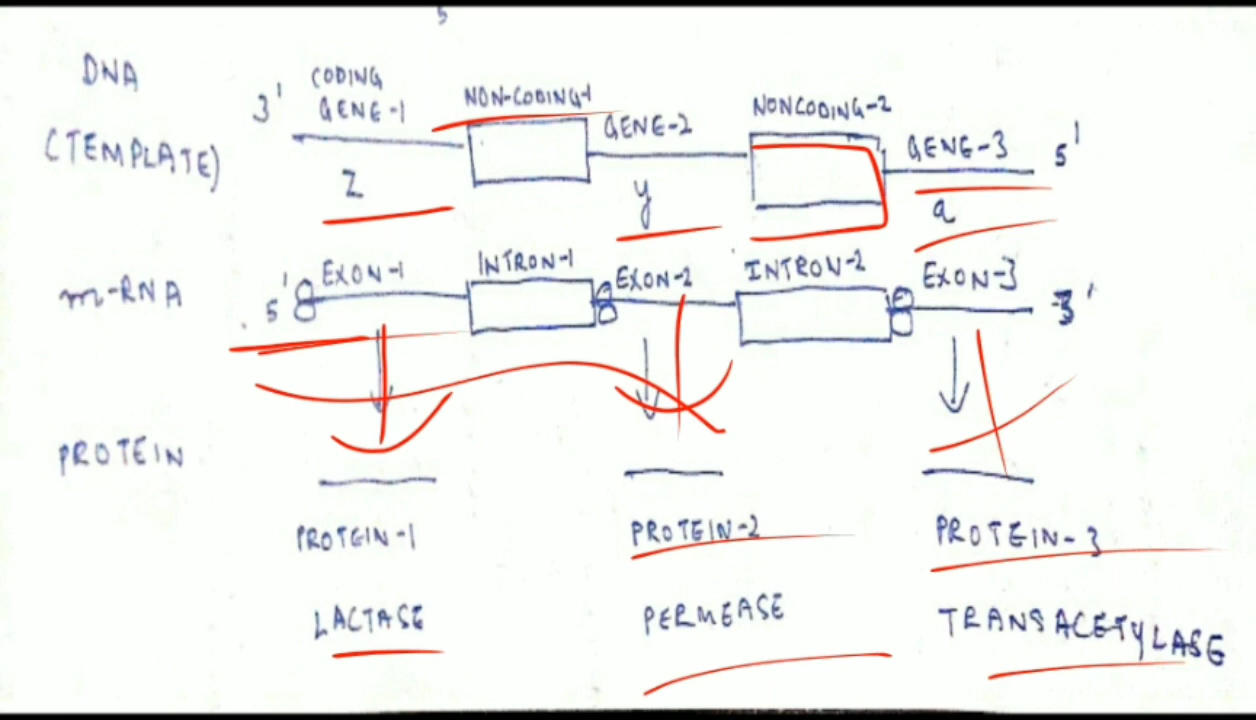 5
DNA
(TEMPLATE)
3'
CODING
GENE-1
NON-CODING-1
GENE-2
NONCODING-2
GENE-3
5'
Z
y
a
m-RNA
5'
EXON-1
INTRON-1
EXON-2
INTRON-2
EXON-3
3'
PROTEIN
PROTEIN-1
PROTEIN-2
PROTEIN-3
LACTASE
PERMEASE
TRANSACETYLASE